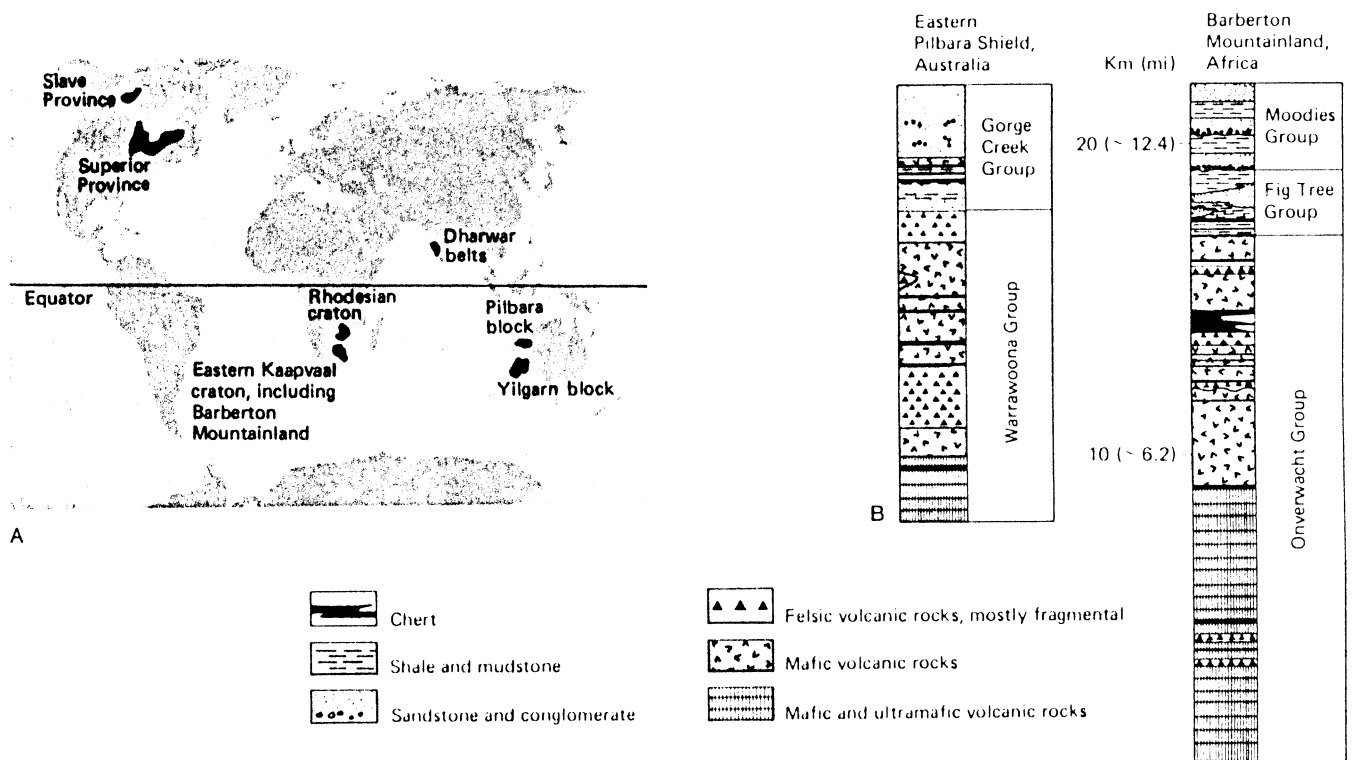 Slave
Province
Superior
Province
Dharwar
belts
Equator
Rhodesian
craton
Pilbara
block
Eastern Kaapvaal
craton, including
Barberton
Mountainland
Yilgarn block
A
Eastern
Pilbara Shield,
Australia
Km (mi)
Barberton
Mountainland,
Africa
Gorge
Creek
Group
Warrawoona Group
20 (~ 12.4)
10 (~ 6.2)
Moodies
Group
Fig Tree
Group
Onverwacht Group
B
Chert
Shale and mudstone
Sandstone and conglomerate
Felsic volcanic rocks, mostly fragmental
Mafic volcanic rocks
Mafic and ultramafic volcanic rocks